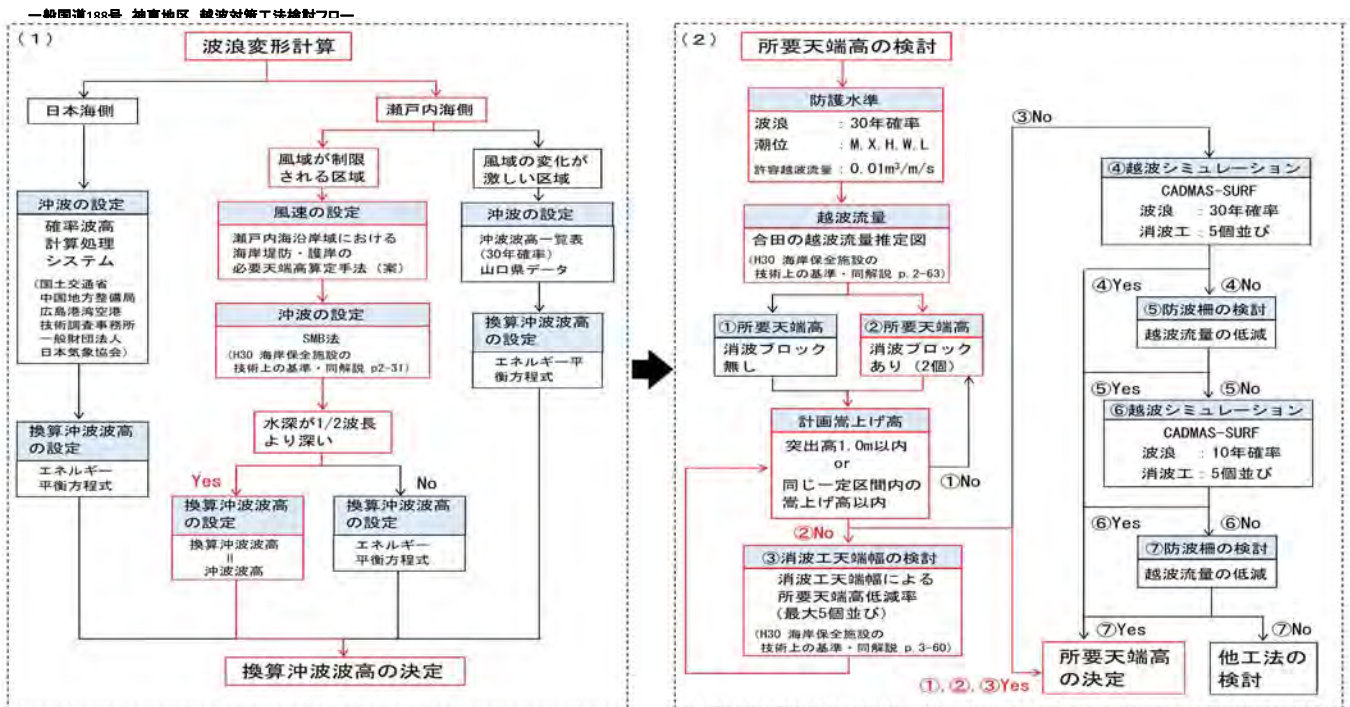 一般国道188号 神東地区 越波対策工法検討フロー
(1)
波浪変形計算
日本海側
瀬戸内海側
風域が制限
される区域
風域の変化が
激しい区域
沖波の設定
確率波高
計算処理
システム
(国土交通省
中国地方整備局
広島港湾空港
技術調査事務所
一般財団法人
日本気象協会)
風速の設定
瀬戸内海沿岸域における
海岸堤防・護岸の
必要天端高算定手法(案)
沖波の設定
沖波波高一覧表
(30年確率)
山口県データ
沖波の設定
SMB法
(H30 海岸保全施設の
技術上の基準・同解説 p2-31)
換算沖波波高
の設定
エネルギー平
衡方程式
水深が1/2波長
より深い
換算沖波波高
の設定
エネルギー
平衡方程式
Yes
No
換算沖波波高
の設定
換算沖波波高
=
沖波波高
換算沖波波高
の設定
エネルギー
平衡方程式
換算沖波波高の決定
(2)
所要天端高の検討
防護水準
波浪 :30年確率
潮位 :M.X.H.W.L
許容越波流量:0.01m³/m/s
越波流量
合田の越波流量推定図
(H30 海岸保全施設の
技術上の基準・同解説 p.2-63)
①所要天端高
消波ブロック
無し
②所要天端高
消波ブロック
あり(2個)
計画嵩上げ高
突出高1.0m以内
or
同じ一定区間内の
嵩上げ高以内
①No
②No
③消波工天端幅の検討
消波工天端幅による
所要天端高低減率
(最大5個並び)
(H30 海岸保全施設の
技術上の基準・同解説 p.3-60)
①,②,③Yes
③No
④越波シミュレーション
CADMAS-SURF
波浪 :30年確率
消波工:5個並び
④Yes
④No
⑤防波柵の検討
越波流量の低減
⑤Yes
⑤No
⑥越波シミュレーション
CADMAS-SURF
波浪 :10年確率
消波工:5個並び
⑥Yes
⑥No
⑦防波柵の検討
越波流量の低減
⑦Yes
⑦No
所要天端高
の決定
他工法の
検討